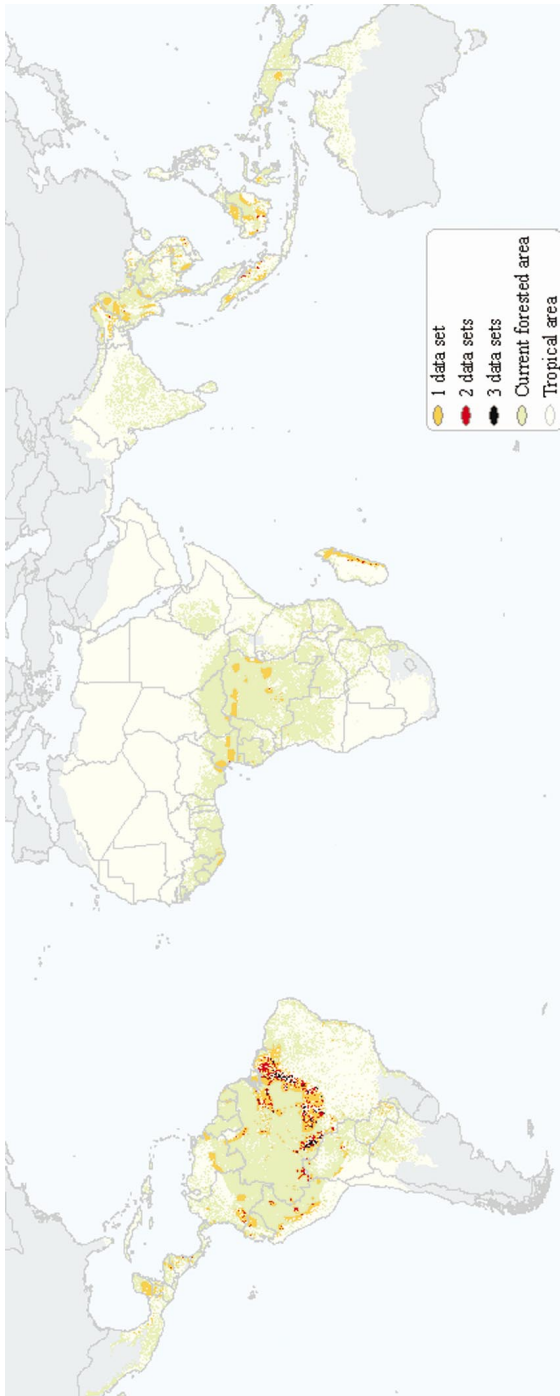 1 data set
2 data sets
3 data sets
Current forested area
Tropical area